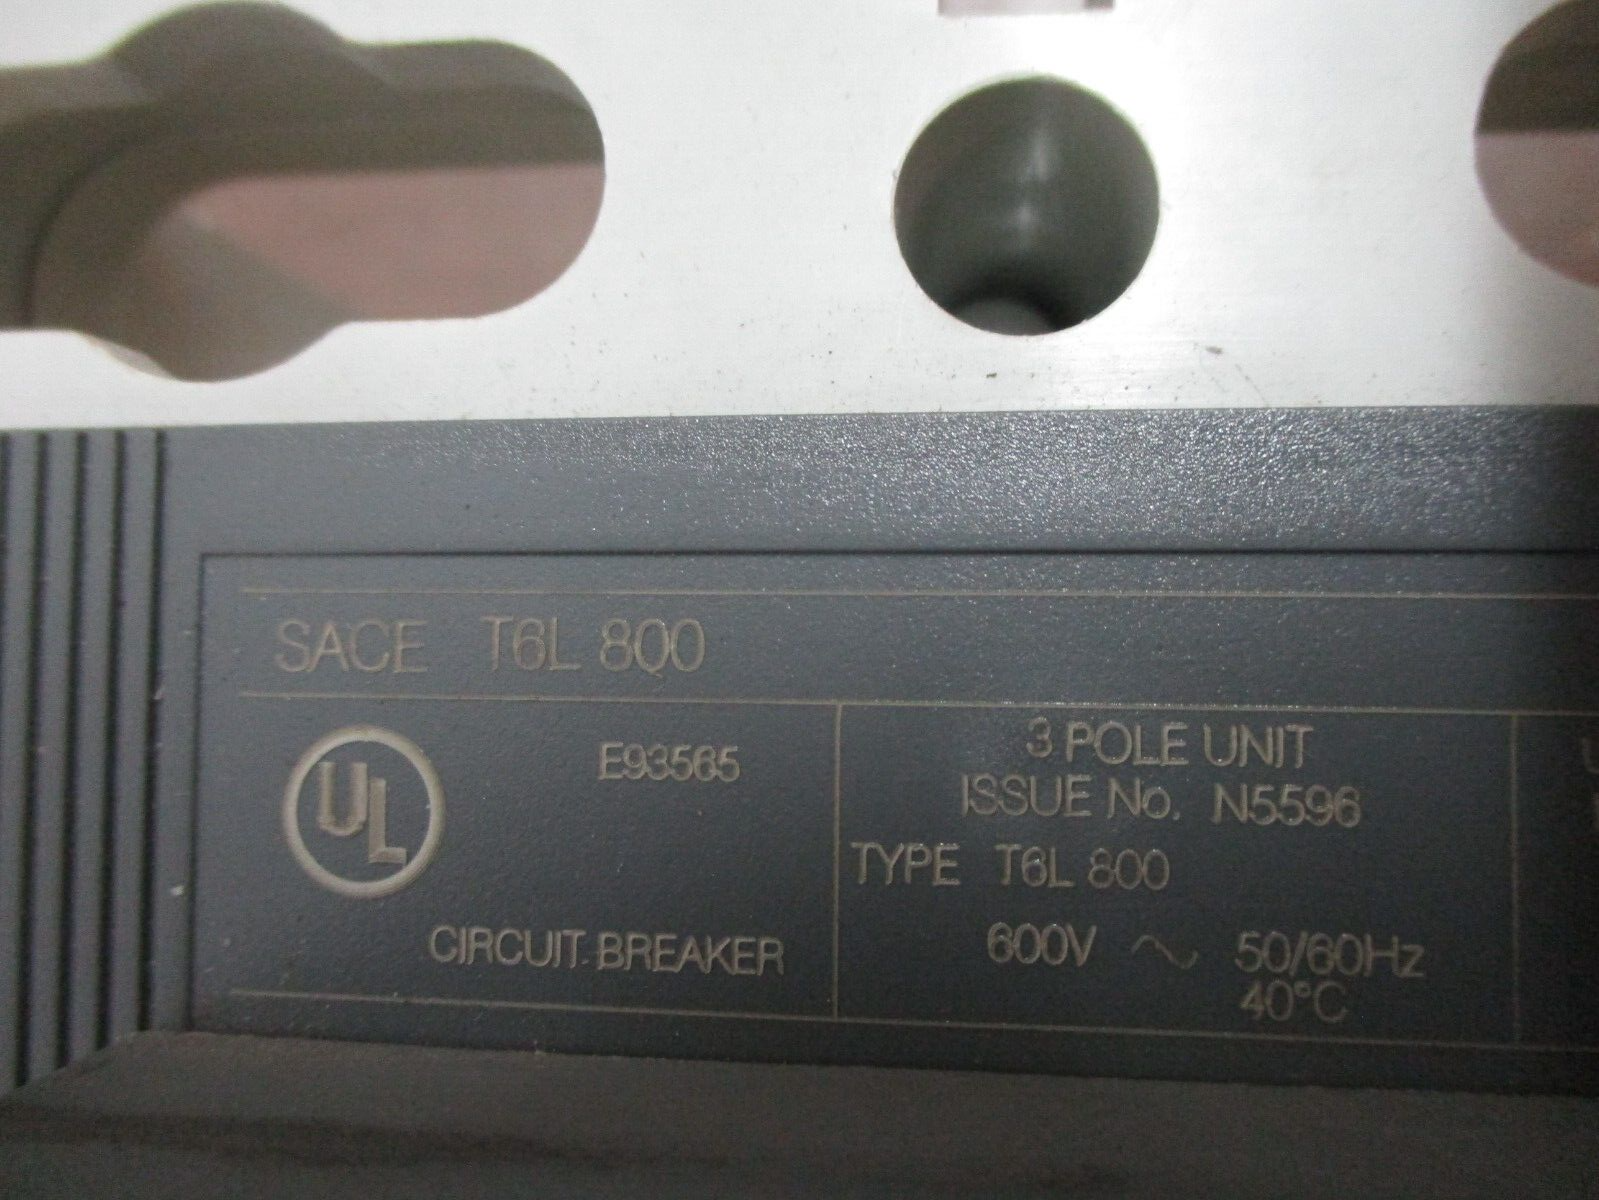 SACE T6L 800
UL
E93565
CIRCUIT BREAKER
3 POLE UNIT
ISSUE No. N5596
TYPE T6L 800
600V ~ 50/60Hz
40°C